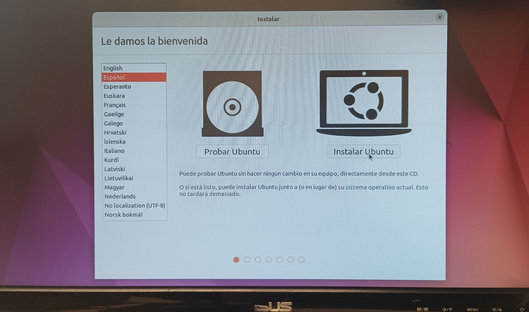 Instalar
Le damos la bienvenida
English
Español
Esperanto
Euskara
Français
Gaeilge
Galego
Hrvatski
Íslenska
Italiano
Kurdî
Latviski
Lietuviškai
Magyar
Nederlands
No localization (UTF-8)
Norsk bokmål
Probar Ubuntu
Instalar Ubuntu
Puede probar Ubuntu sin hacer ningún cambio en su equipo, directamente desde este CD.
O si está listo, puede instalar Ubuntu junto a (o en lugar de) su sistema operativo actual. Esto
no tardará demasiado.
MENU